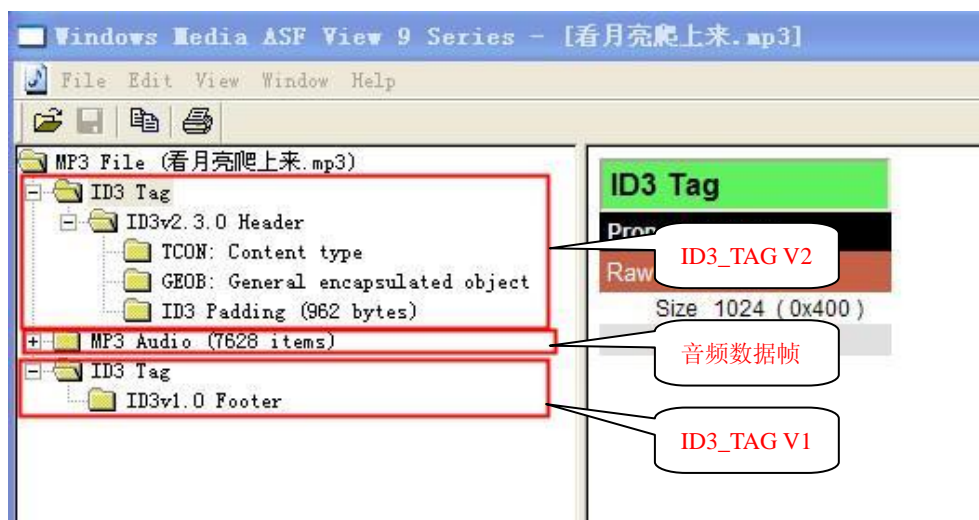 Windows Media ASF View 9 Series - [看月亮爬上来.mp3]
File Edit View Window Help
MP3 File (看月亮爬上来.mp3)
ID3 Tag
ID3v2.3.0 Header
TCON: Content type
GEOB: General encapsulated object
ID3 Padding (962 bytes)
MP3 Audio (7628 items)
ID3 Tag
ID3v1.0 Footer
ID3 Tag
Raw
Size 1024 ( 0x400 )
ID3_TAG V2
音频数据帧
ID3_TAG V1